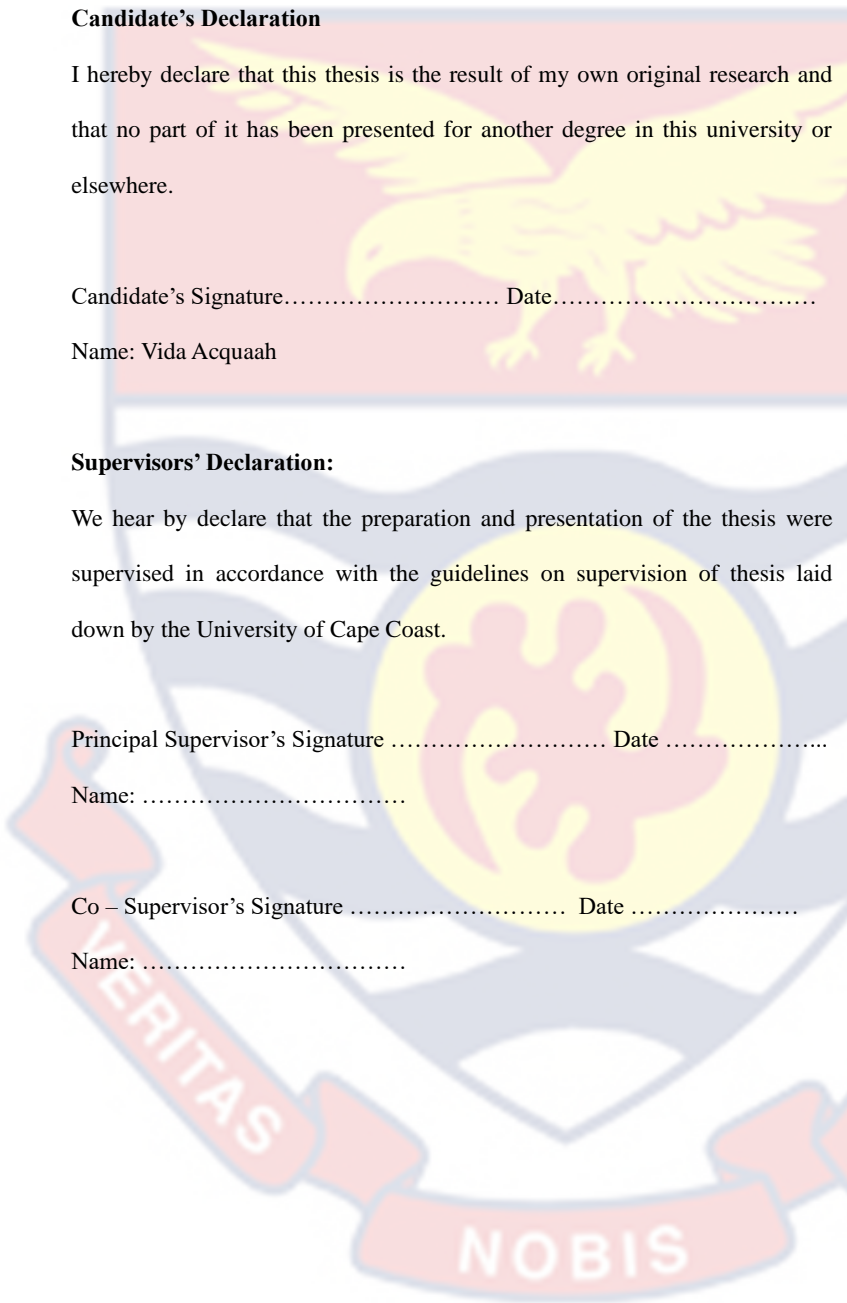 Candidate’s Declaration
I hereby declare that this thesis is the result of my own original research and
that no part of it has been presented for another degree in this university or
elsewhere.
Candidate’s Signature……………………… Date……………………………
Name: Vida Acquaah
Supervisors’ Declaration:
We hear by declare that the preparation and presentation of the thesis were
supervised in accordance with the guidelines on supervision of thesis laid
down by the University of Cape Coast.
Principal Supervisor’s Signature ……………………… Date ………………...
Name: ……………………………
Co – Supervisor’s Signature ……………………… Date …………………
Name: ……………………………
VERITAS
NOBIS